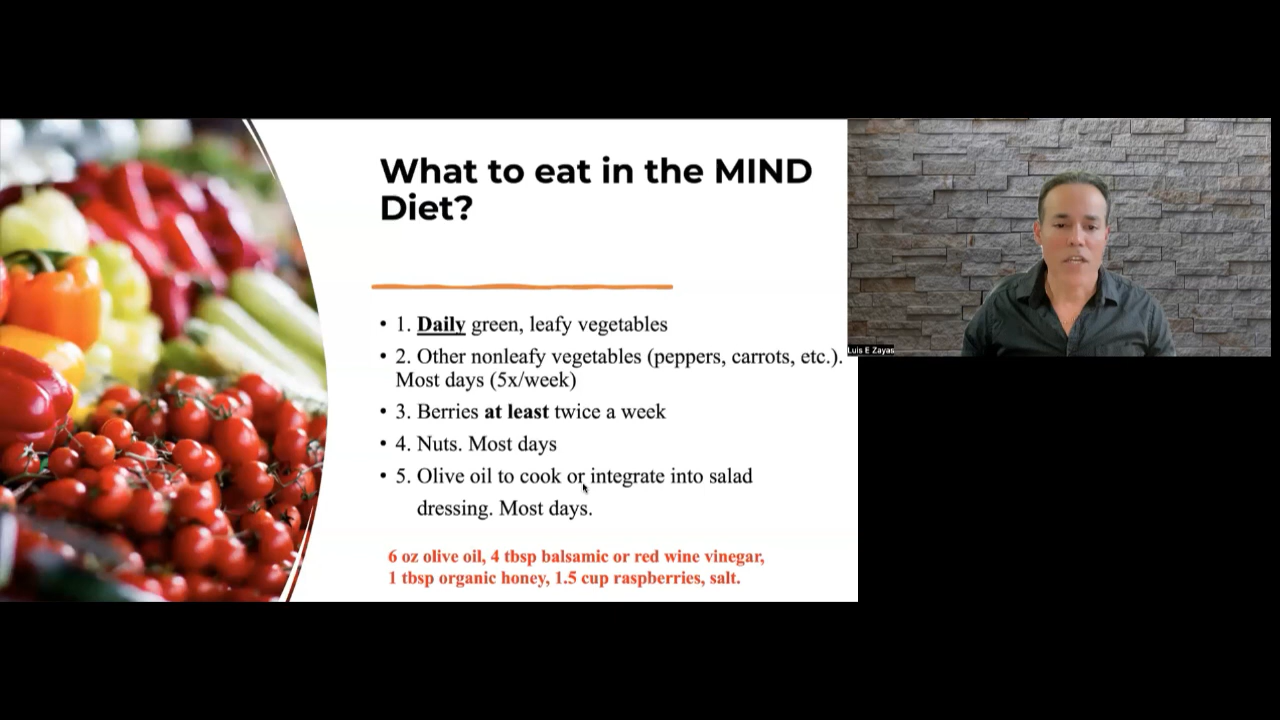 What to eat in the MIND
Diet?
• 1. Daily green, leafy vegetables
• 2. Other nonleafy vegetables (peppers, carrots, etc.).
Most days (5x/week)
• 3. Berries at least twice a week
• 4. Nuts. Most days
• 5. Olive oil to cook or integrate into salad
dressing. Most days.
6 oz olive oil, 4 tbsp balsamic or red wine vinegar,
1 tbsp organic honey, 1.5 cup raspberries, salt.
Luis E Zayas